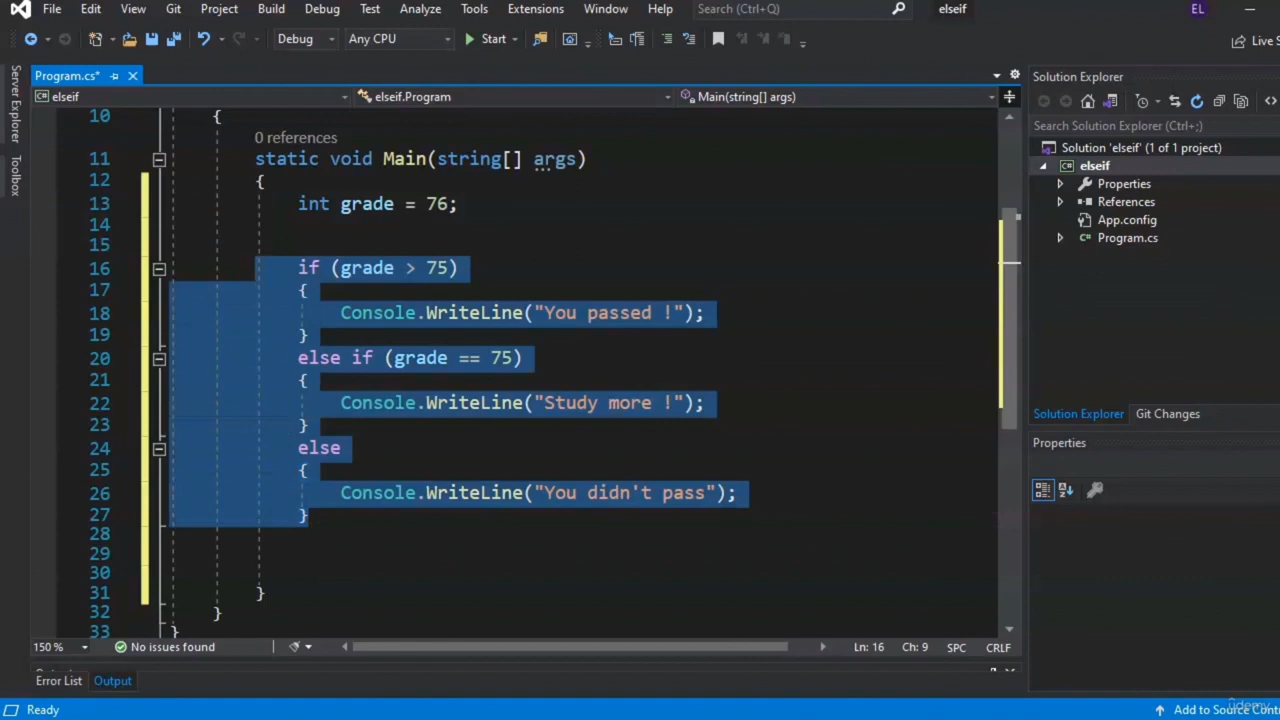 File Edit View Git Project Build Debug Test Analyze Tools Extensions Window Help Search (Ctrl+Q) elseif EL
Debug Any CPU Start Live S
Program.cs*
elseif elseif.Program Main(string[] args)
Server Explorer
Toolbox
10 {
0 references
11 static void Main(string[] args)
12 {
13 int grade = 76;
14
15
16 if (grade > 75)
17 {
18 Console.WriteLine("You passed !");
19 }
20 else if (grade == 75)
21 {
22 Console.WriteLine("Study more !");
23 }
24 else
25 {
26 Console.WriteLine("You didn't pass");
27 }
28
29
30
31 }
32 }
33 }
150 % No issues found Ln: 16 Ch: 9 SPC CRLF
Error List Output
Ready
Solution Explorer
Search Solution Explorer (Ctrl+;)
Solution 'elseif' (1 of 1 project)
elseif
Properties
References
App.config
Program.cs
Solution Explorer Git Changes
Properties
Add to Source Contr
udemy